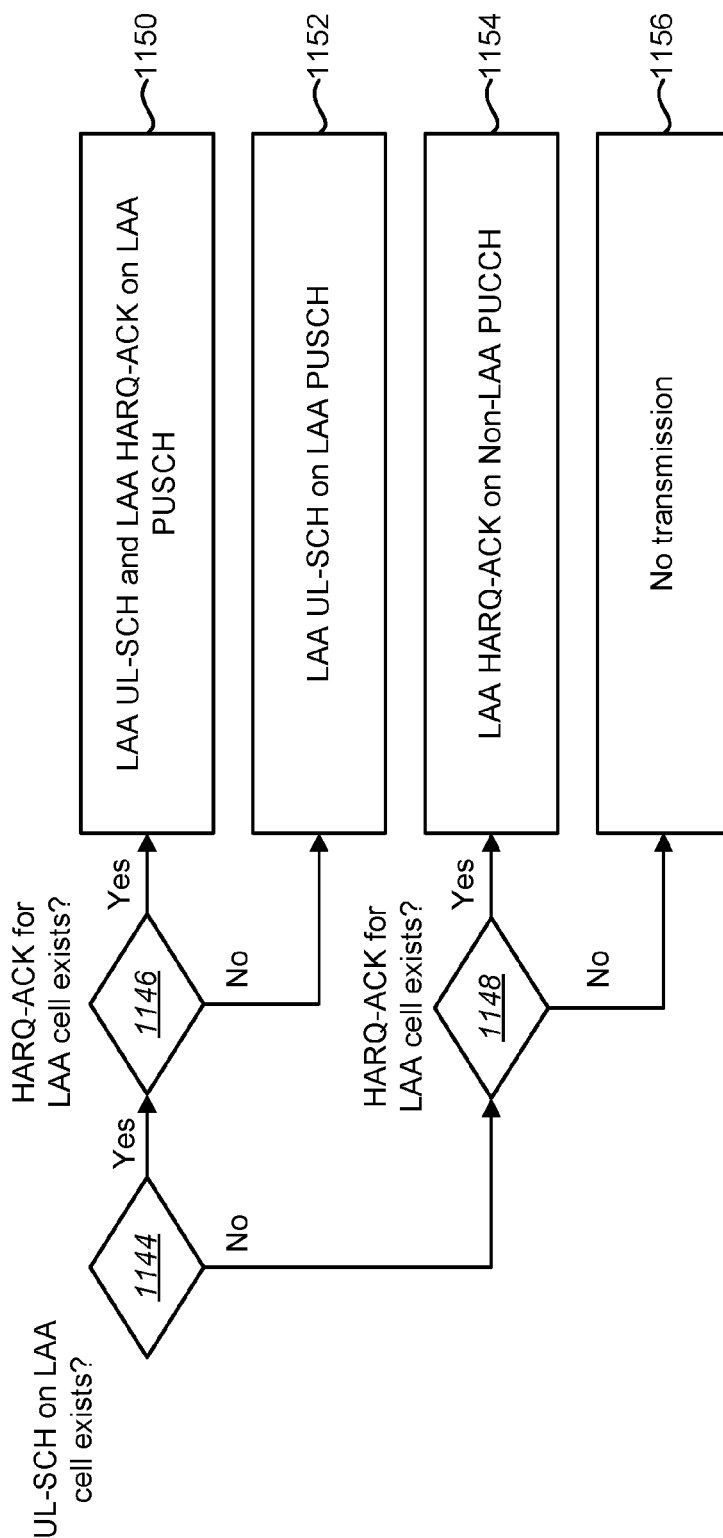 UL-SCH on LAA
cell exists?
1144
Yes
No
HARQ-ACK for
LAA cell exists?
1146
Yes
No
HARQ-ACK for
LAA cell exists?
1148
Yes
No
LAA UL-SCH and LAA HARQ-ACK on LAA
PUSCH
1150
LAA UL-SCH on LAA PUSCH
1152
LAA HARQ-ACK on Non-LAA PUCCH
1154
No transmission
1156